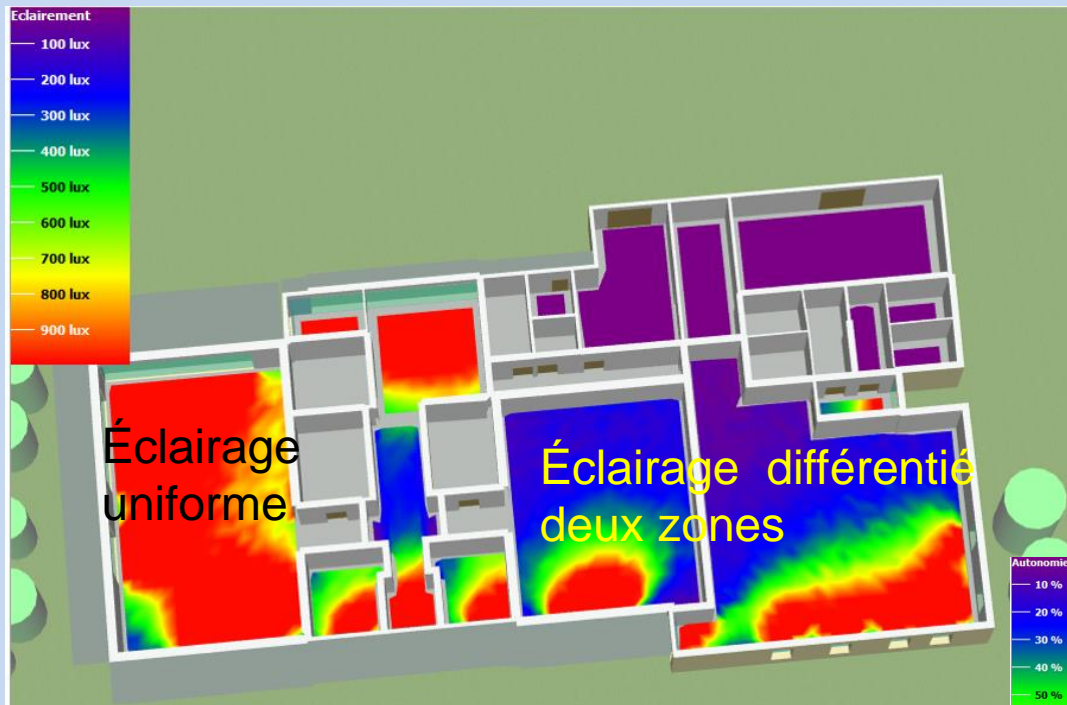 Eclairement
100 lux
200 lux
300 lux
400 lux
500 lux
600 lux
700 lux
800 lux
900 lux
Éclairage
uniforme
Éclairage différentié
deux zones
Autonomie
10 %
20 %
30 %
40 %
50 %